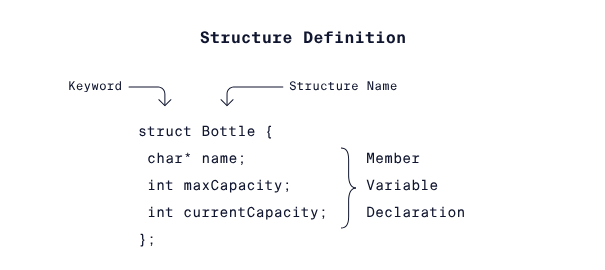 Structure Definition
Keyword
Structure Name
struct Bottle {
char* name;
int maxCapacity;
int currentCapacity;
};
Member
Variable
Declaration